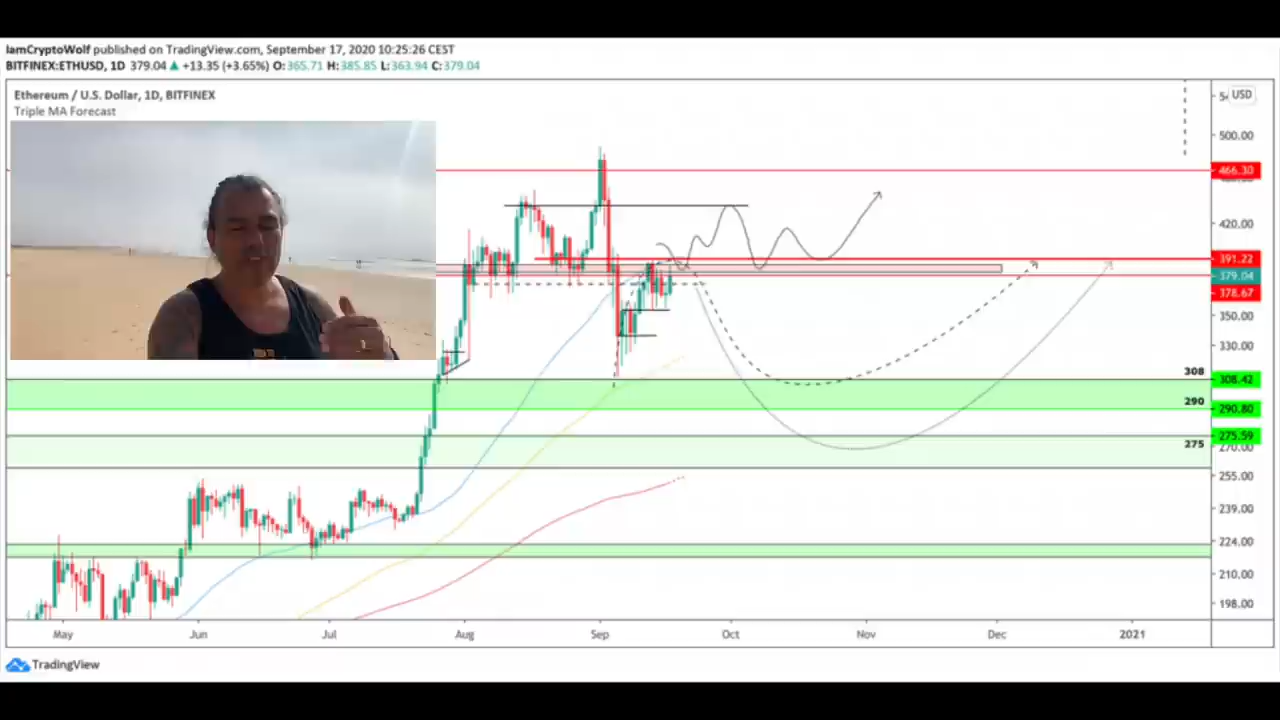 IamCryptoWolf published on TradingView.com, September 17, 2020 10:25:26 CEST
BITFINEX:ETHUSD, 1D 379.04 ▲ +13.35 (+3.65%) O: 365.71 H: 385.85 L: 363.94 C: 379.04
Ethereum / U.S. Dollar, 1D, BITFINEX
Triple MA Forecast
USD
500.00
466.30
420.00
391.22
379.04
378.67
350.00
330.00
308 308.42
290 290.80
275.59
275 270.00
255.00
239.00
224.00
210.00
198.00
May Jun Jul Aug Sep Oct Nov Dec 2021
TradingView